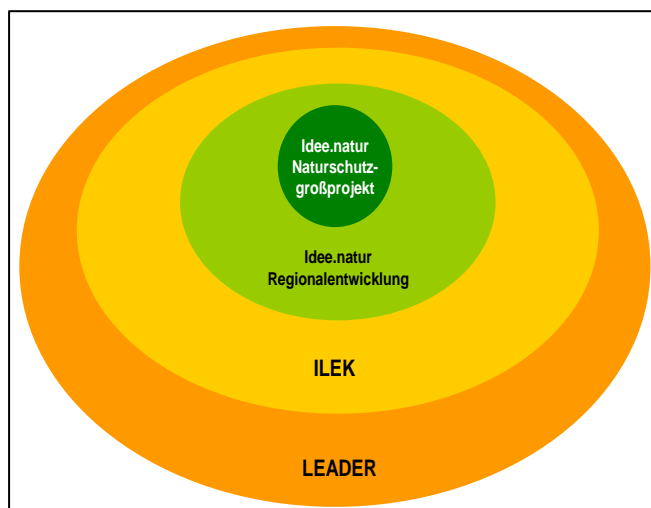 Idee.natur
Naturschutz-
großprojekt
Idee.natur
Regionalentwicklung
ILEK
LEADER